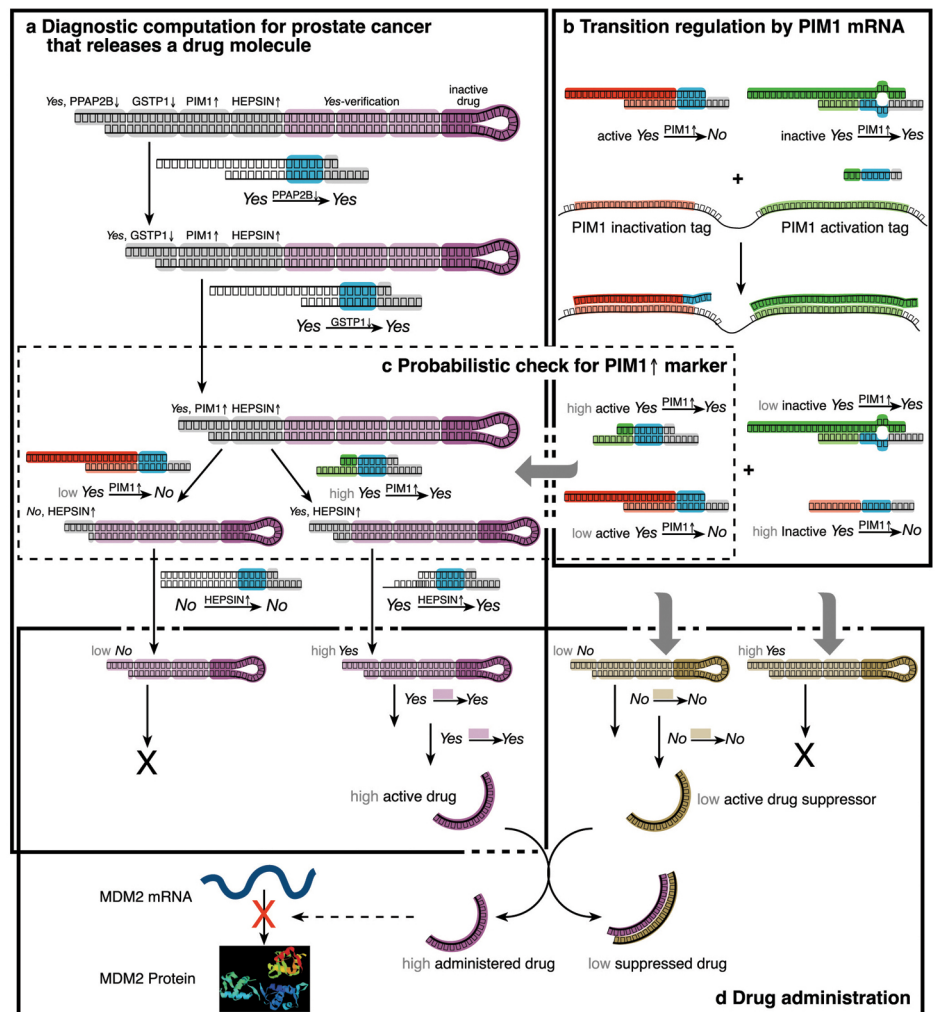 a Diagnostic computation for prostate cancer
that releases a drug molecule
Yes, PPAP2B↓ GSTP1↓ PIM1↑ HEPSIN↑ Yes-verification inactive
drug
Yes PPAP2B↓ Yes
Yes, GSTP1↓ PIM1↑ HEPSIN↑
Yes GSTP1↓ Yes
b Transition regulation by PIM1 mRNA
active Yes PIM1↑ No
inactive Yes PIM1↑ Yes
+
PIM1 inactivation tag
PIM1 activation tag
c Probabilistic check for PIM1↑ marker
Yes, PIM1↑ HEPSIN↑
low Yes PIM1↑ No
high Yes PIM1↑ Yes
No, HEPSIN↑
Yes, HEPSIN↑
high active Yes PIM1↑ Yes
low inactive Yes PIM1↑ Yes
+
low active Yes PIM1↑ No
high Inactive Yes PIM1↑ No
No HEPSIN↑ No
Yes HEPSIN↑ Yes
low No
high Yes
low No
high Yes
Yes Yes
No No
Yes Yes
No No
X
X
high active drug
low active drug suppressor
MDM2 mRNA
X
MDM2 Protein
high administered drug
low suppressed drug
d Drug administration